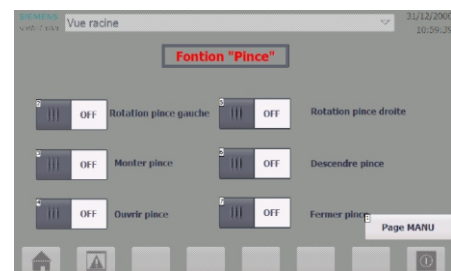 SIEMENS
Vue racine
31/12/2000
10:59:39
Fontion "Pince"
OFF Rotation pince gauche
OFF Rotation pince droite
OFF Monter pince
OFF Descendre pince
OFF Ouvrir pince
OFF Fermer pince
Page MANU